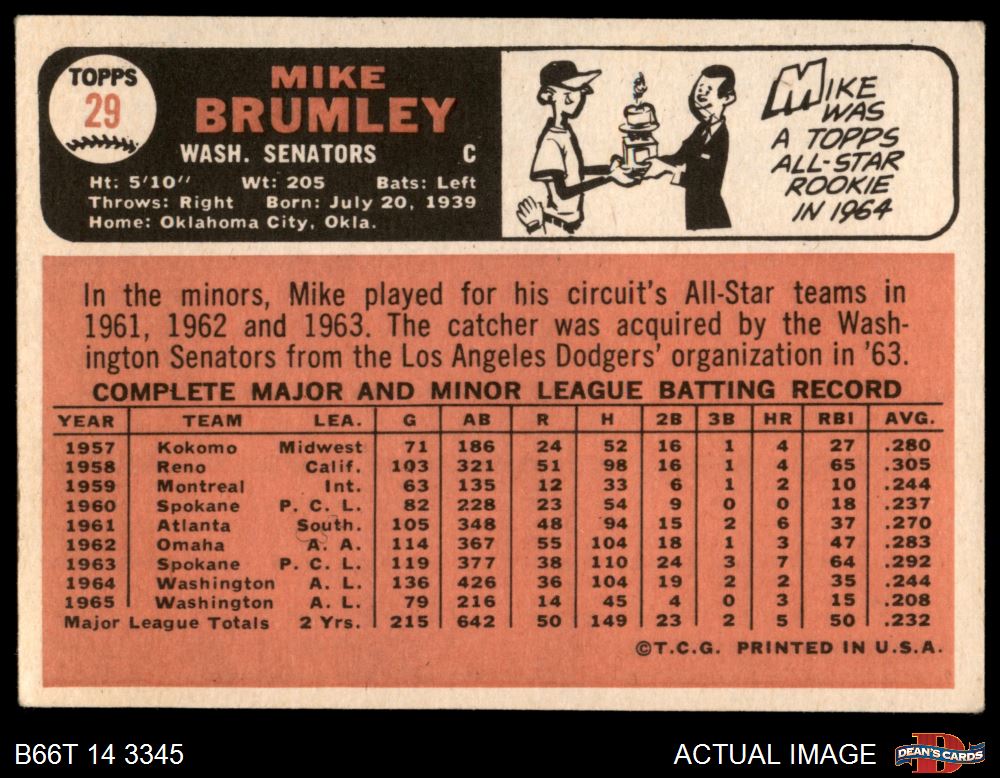 TOPPS
29
MIKE
BRUMLEY
WASH. SENATORS C
Ht: 5'10" Wt: 205 Bats: Left
Throws: Right Born: July 20, 1939
Home: Oklahoma City, Okla.
MIKE
WAS
A TOPPS
ALL-STAR
ROOKIE
IN 1964
In the minors, Mike played for his circuit's All-Star teams in
1961, 1962 and 1963. The catcher was acquired by the Wash-
ington Senators from the Los Angeles Dodgers' organization in '63.
COMPLETE MAJOR AND MINOR LEAGUE BATTING RECORD
YEAR TEAM LEA. G AB R H 2B 3B HR RBI AVG.
1957 Kokomo Midwest 71 186 24 52 16 1 4 27 .280
1958 Reno Calif. 103 321 51 98 16 1 4 65 .305
1959 Montreal Int. 63 135 12 33 6 1 2 10 .244
1960 Spokane P. C. L. 82 228 23 54 9 0 0 18 .237
1961 Atlanta South. 105 348 48 94 15 2 6 37 .270
1962 Omaha A. A. 114 367 55 104 18 1 3 47 .283
1963 Spokane P. C. L. 119 377 38 110 24 3 7 64 .292
1964 Washington A. L. 136 426 36 104 19 2 2 35 .244
1965 Washington A. L. 79 216 14 45 4 0 3 15 .208
Major League Totals 2 Yrs. 215 642 50 149 23 2 5 50 .232
©T.C.G. PRINTED IN U.S.A.
B66T 14 3345 ACTUAL IMAGE
DEAN'S CARDS